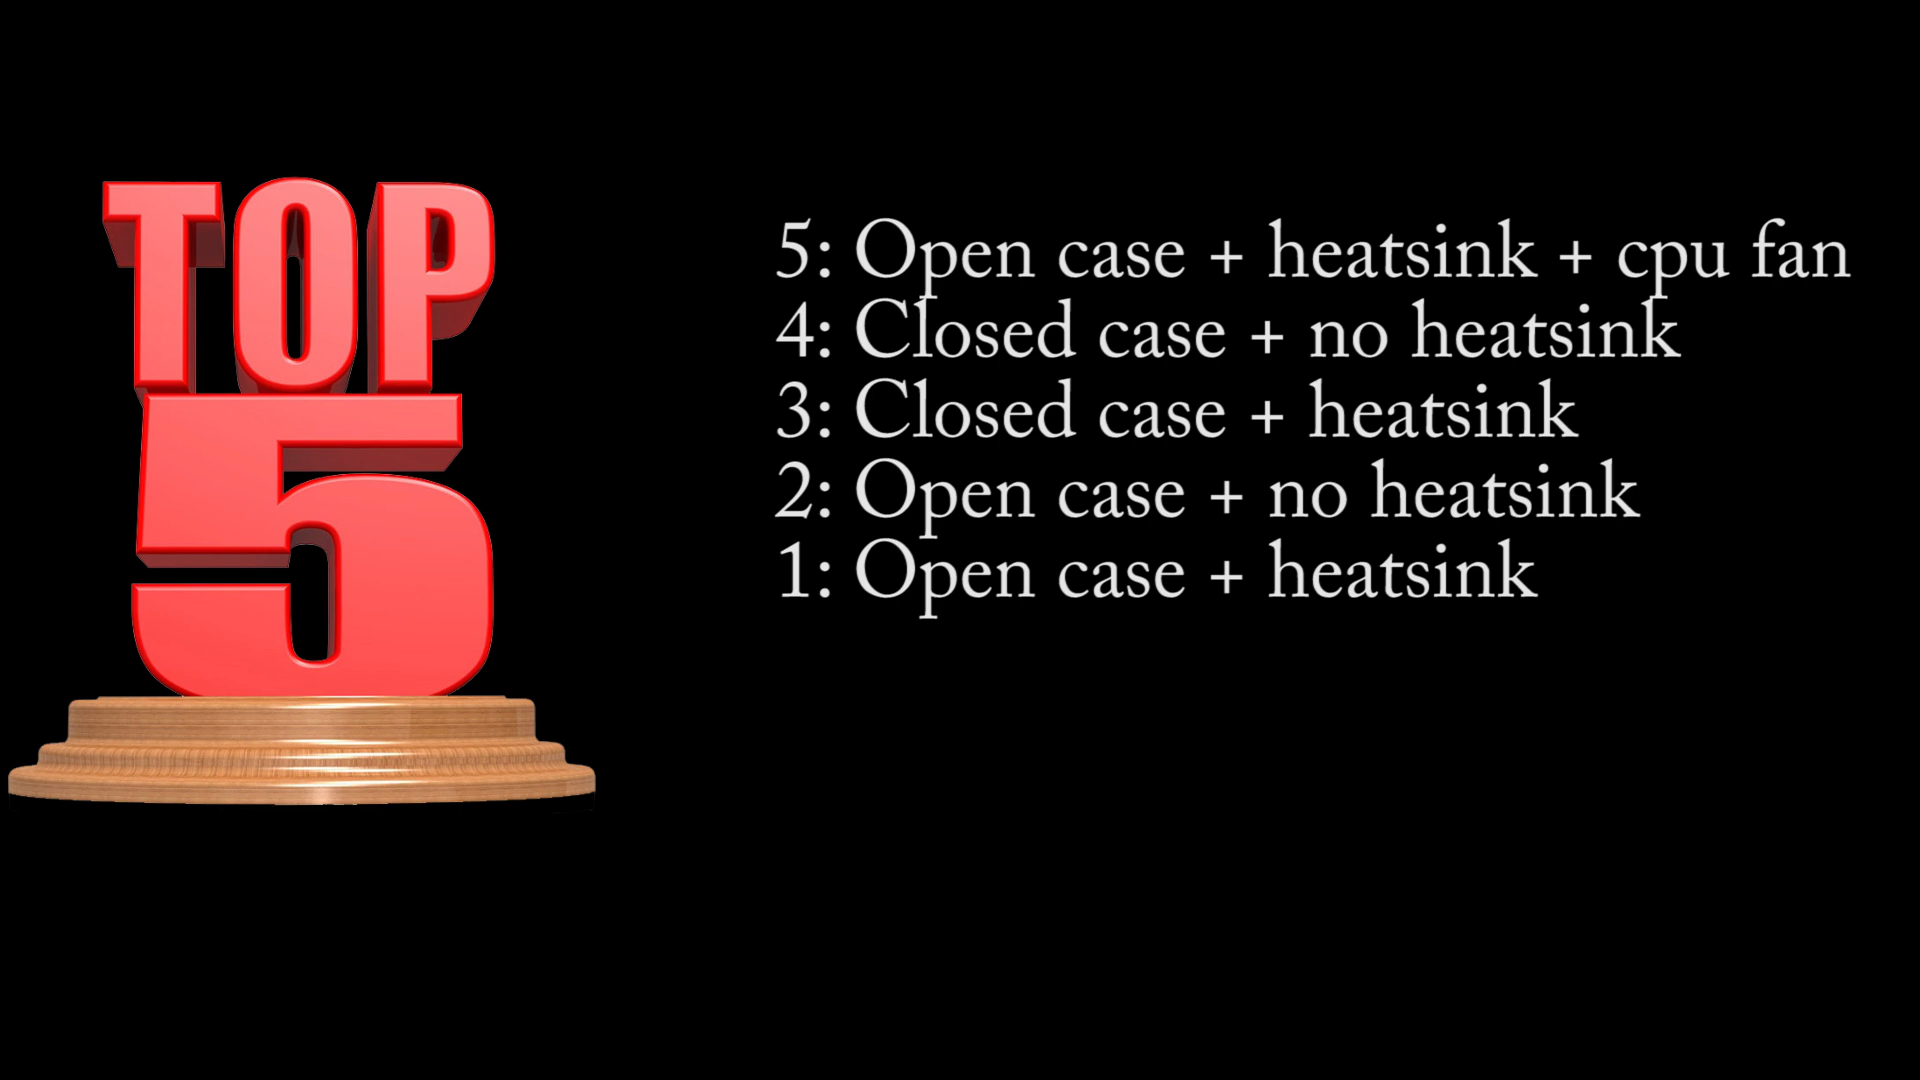 TOP
5
5: Open case + heatsink + cpu fan
4: Closed case + no heatsink
3: Closed case + heatsink
2: Open case + no heatsink
1: Open case + heatsink